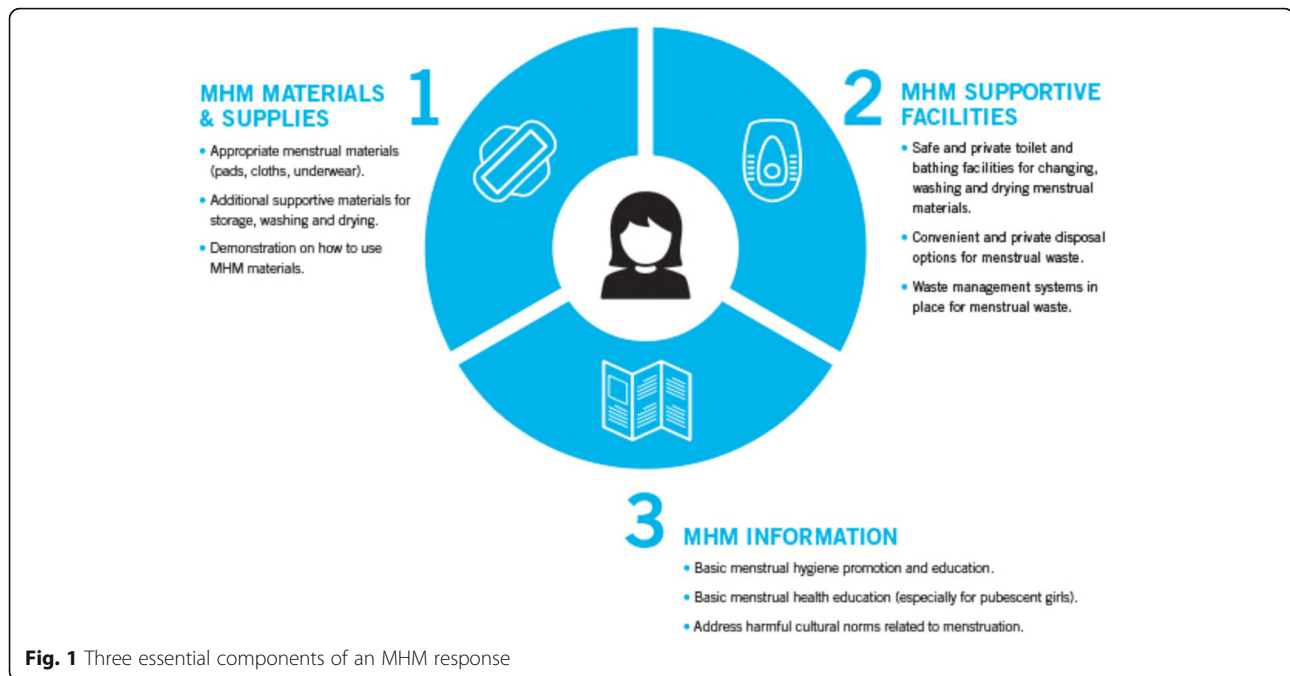 1
MHM MATERIALS
& SUPPLIES
• Appropriate menstrual materials
(pads, cloths, underwear).
• Additional supportive materials for
storage, washing and drying.
• Demonstration on how to use
MHM materials.
2
MHM SUPPORTIVE
FACILITIES
• Safe and private toilet and
bathing facilities for changing,
washing and drying menstrual
materials.
• Convenient and private disposal
options for menstrual waste.
• Waste management systems in
place for menstrual waste.
3
MHM INFORMATION
• Basic menstrual hygiene promotion and education.
• Basic menstrual health education (especially for pubescent girls).
• Address harmful cultural norms related to menstruation.
Fig. 1 Three essential components of an MHM response